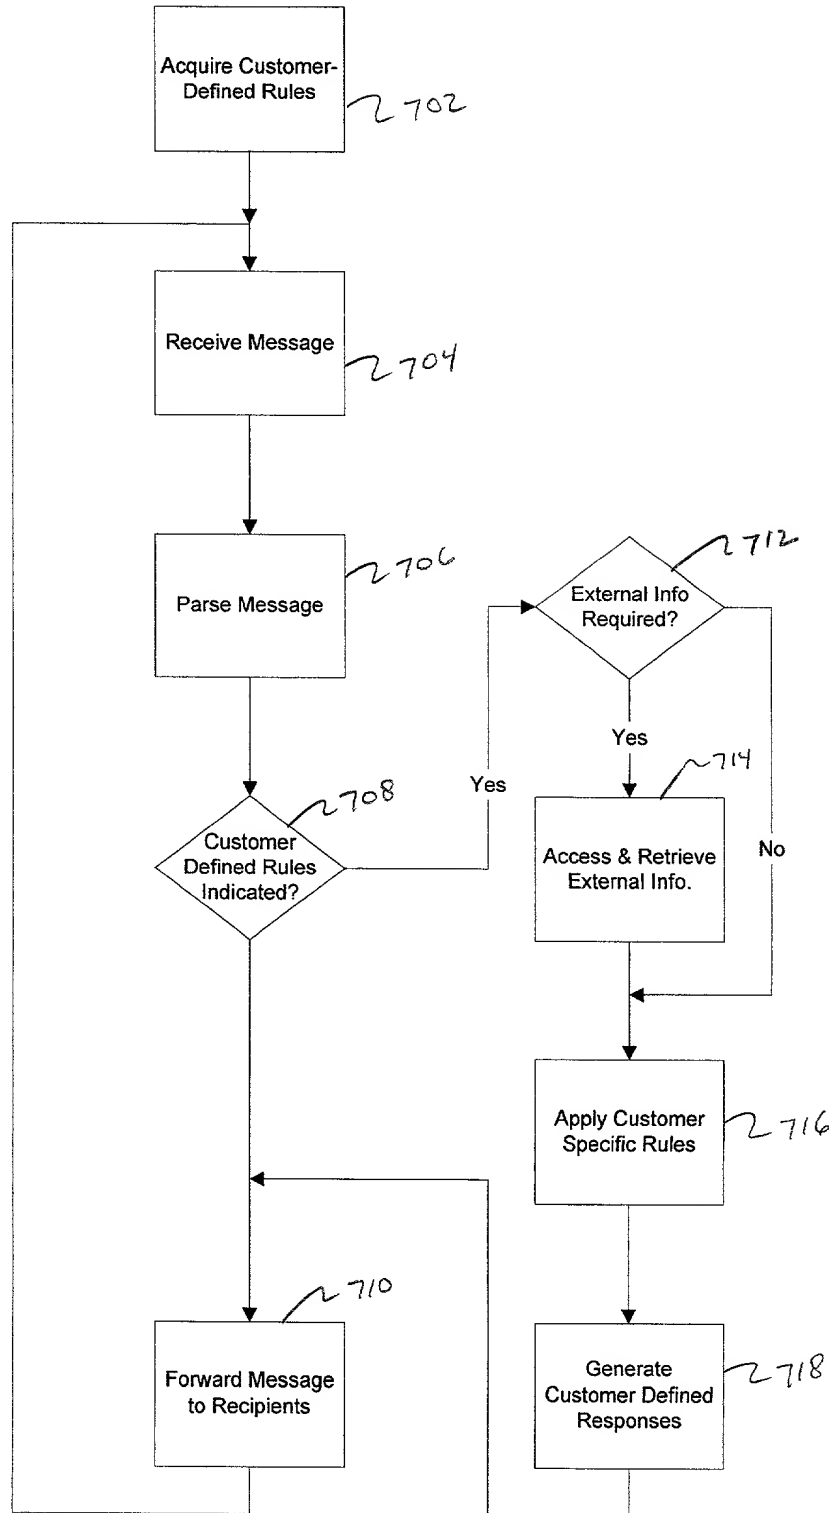 Acquire Customer-
Defined Rules
702
Receive Message
704
Parse Message
706
Customer
Defined Rules
Indicated?
708
Yes
External Info
Required?
712
Yes
No
Access & Retrieve
External Info.
714
Apply Customer
Specific Rules
716
Forward Message
to Recipients
710
Generate
Customer Defined
Responses
718